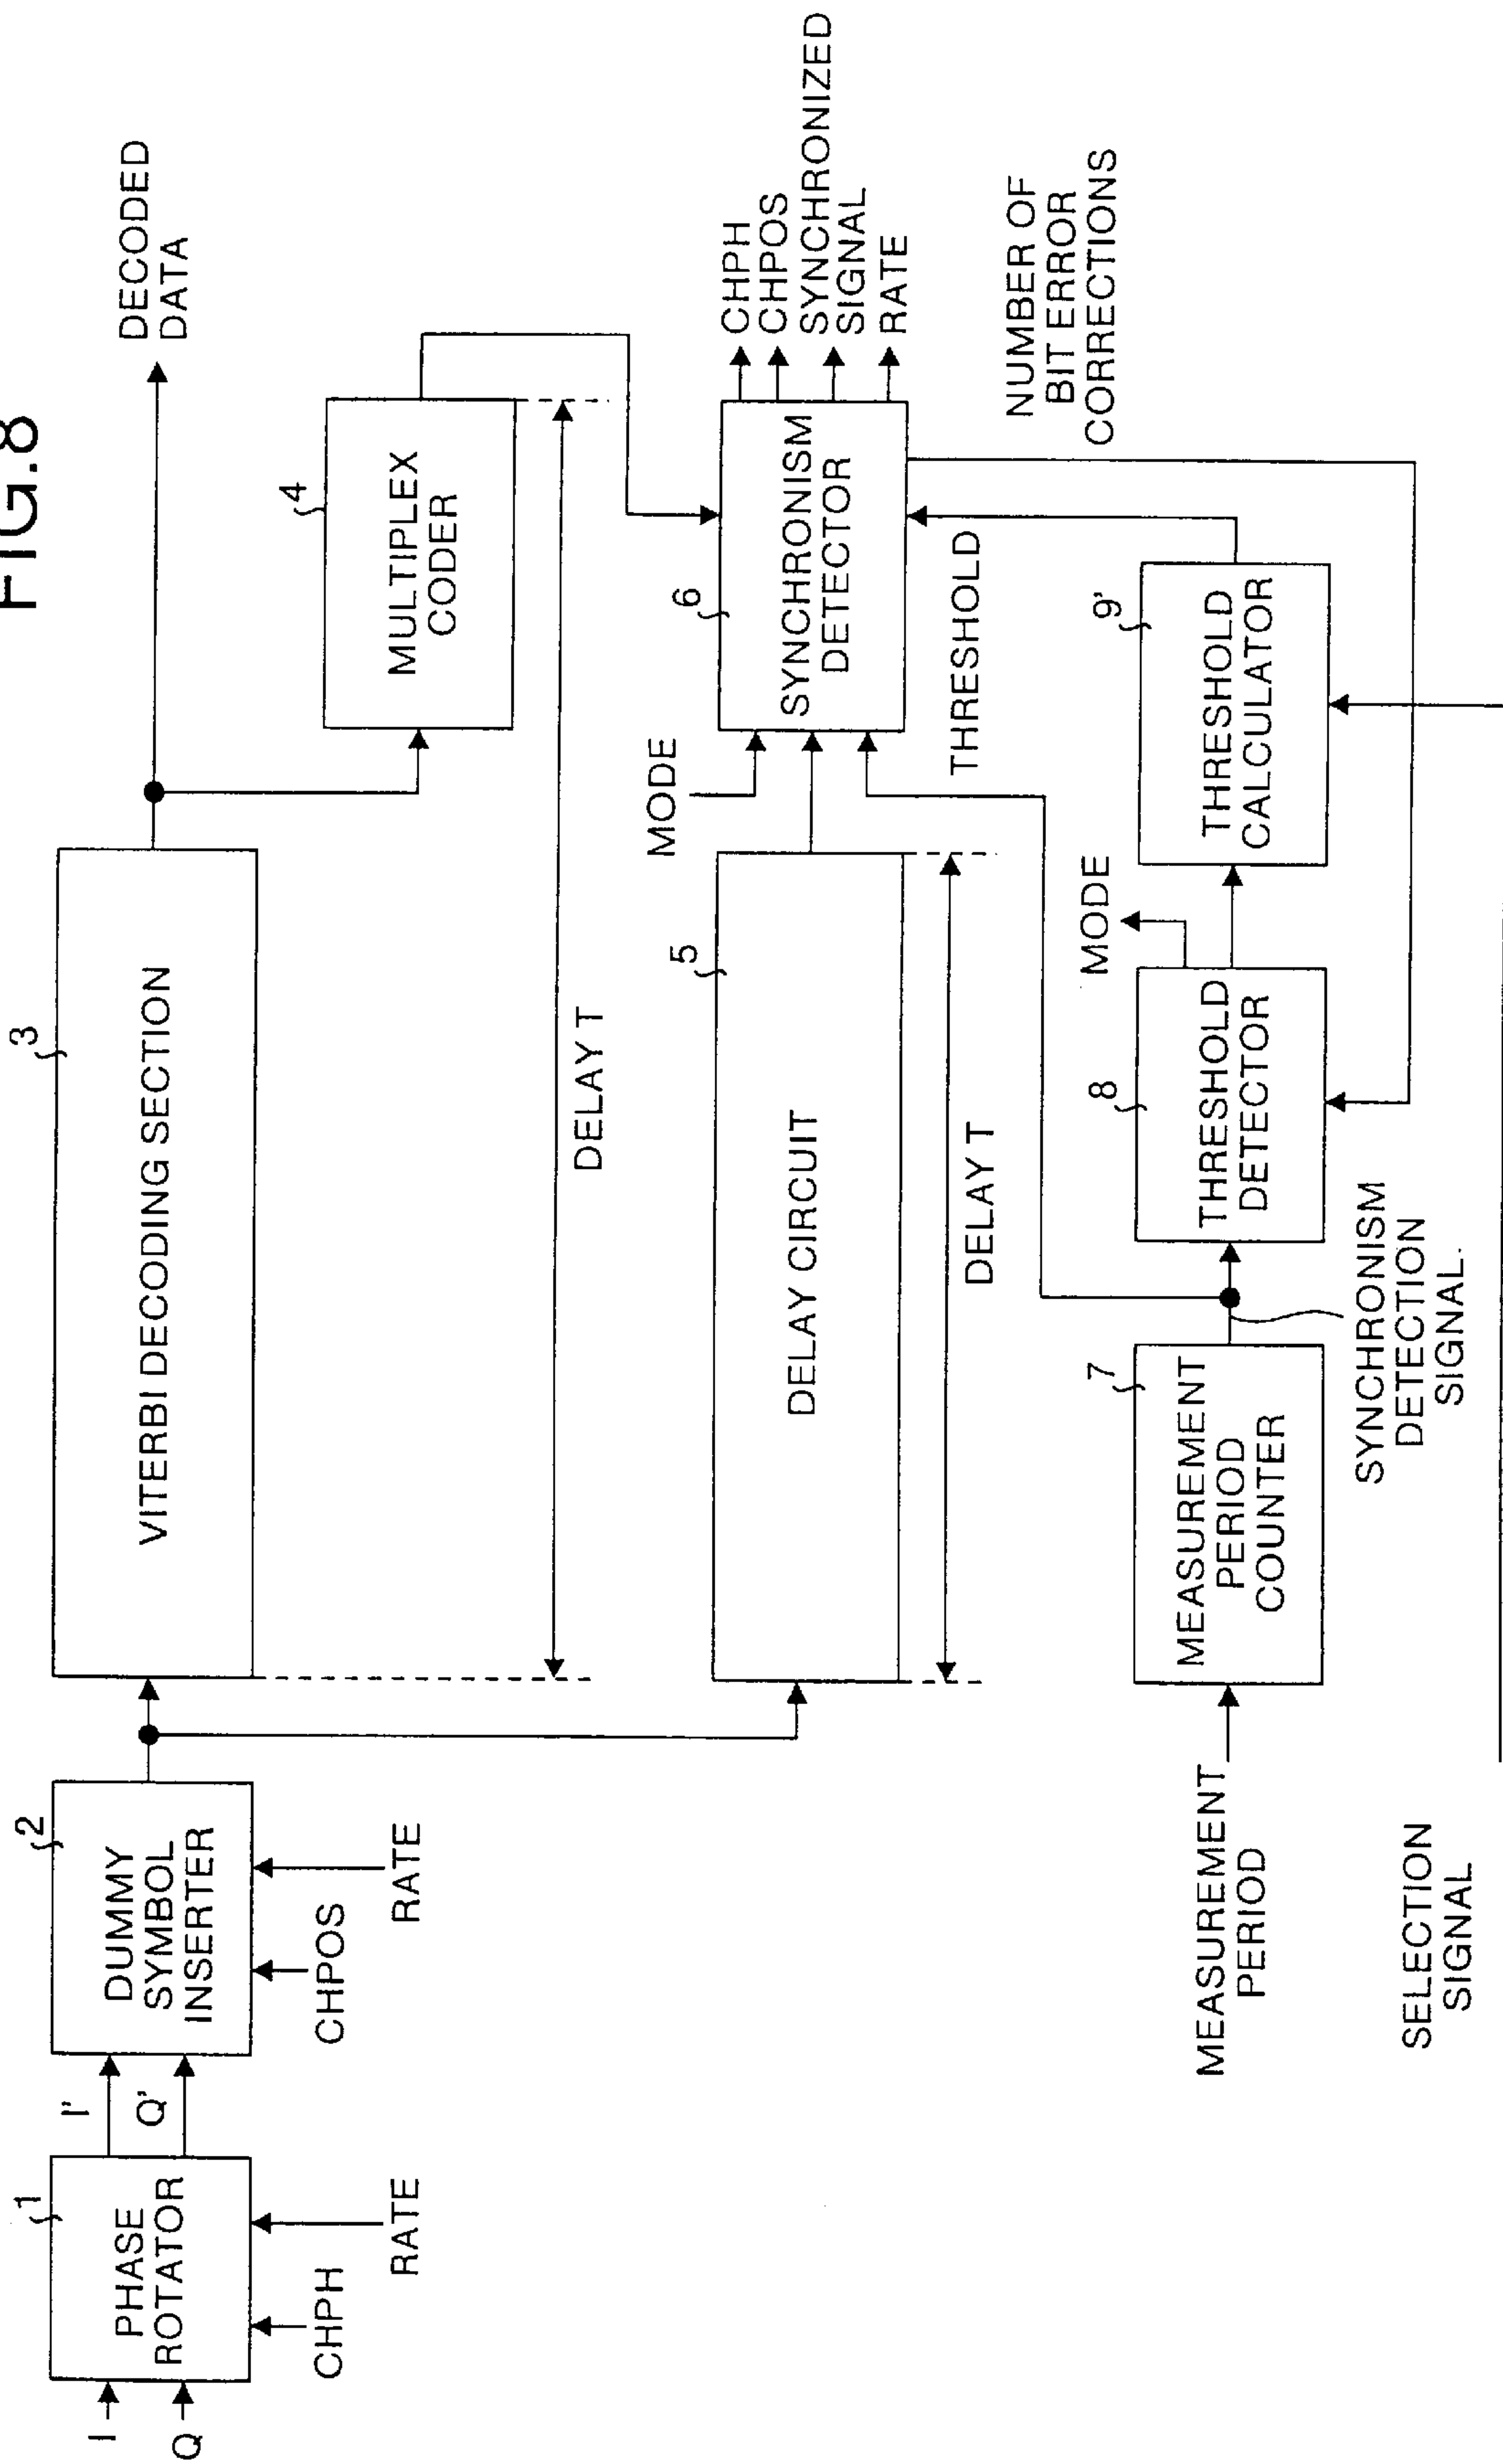 FIG.8
I
Q
1
PHASE
ROTATOR
CHPH
RATE
I'
Q'
2
DUMMY
SYMBOL
INSERTER
CHPOS
RATE
3
VITERBI DECODING SECTION
DECODED
DATA
4
MULTIPLEX
CODER
DELAY T
5
DELAY CIRCUIT
DELAY T
MODE
6
SYNCHRONISM
DETECTOR
CHPH
CHPOS
SYNCHRONIZED
SIGNAL
RATE
THRESHOLD
NUMBER OF
BIT ERROR
CORRECTIONS
MEASUREMENT
PERIOD
7
MEASUREMENT
PERIOD
COUNTER
SYNCHRONISM
DETECTION
SIGNAL.
8
THRESHOLD
DETECTOR
MODE
9'
THRESHOLD
CALCULATOR
SELECTION
SIGNAL